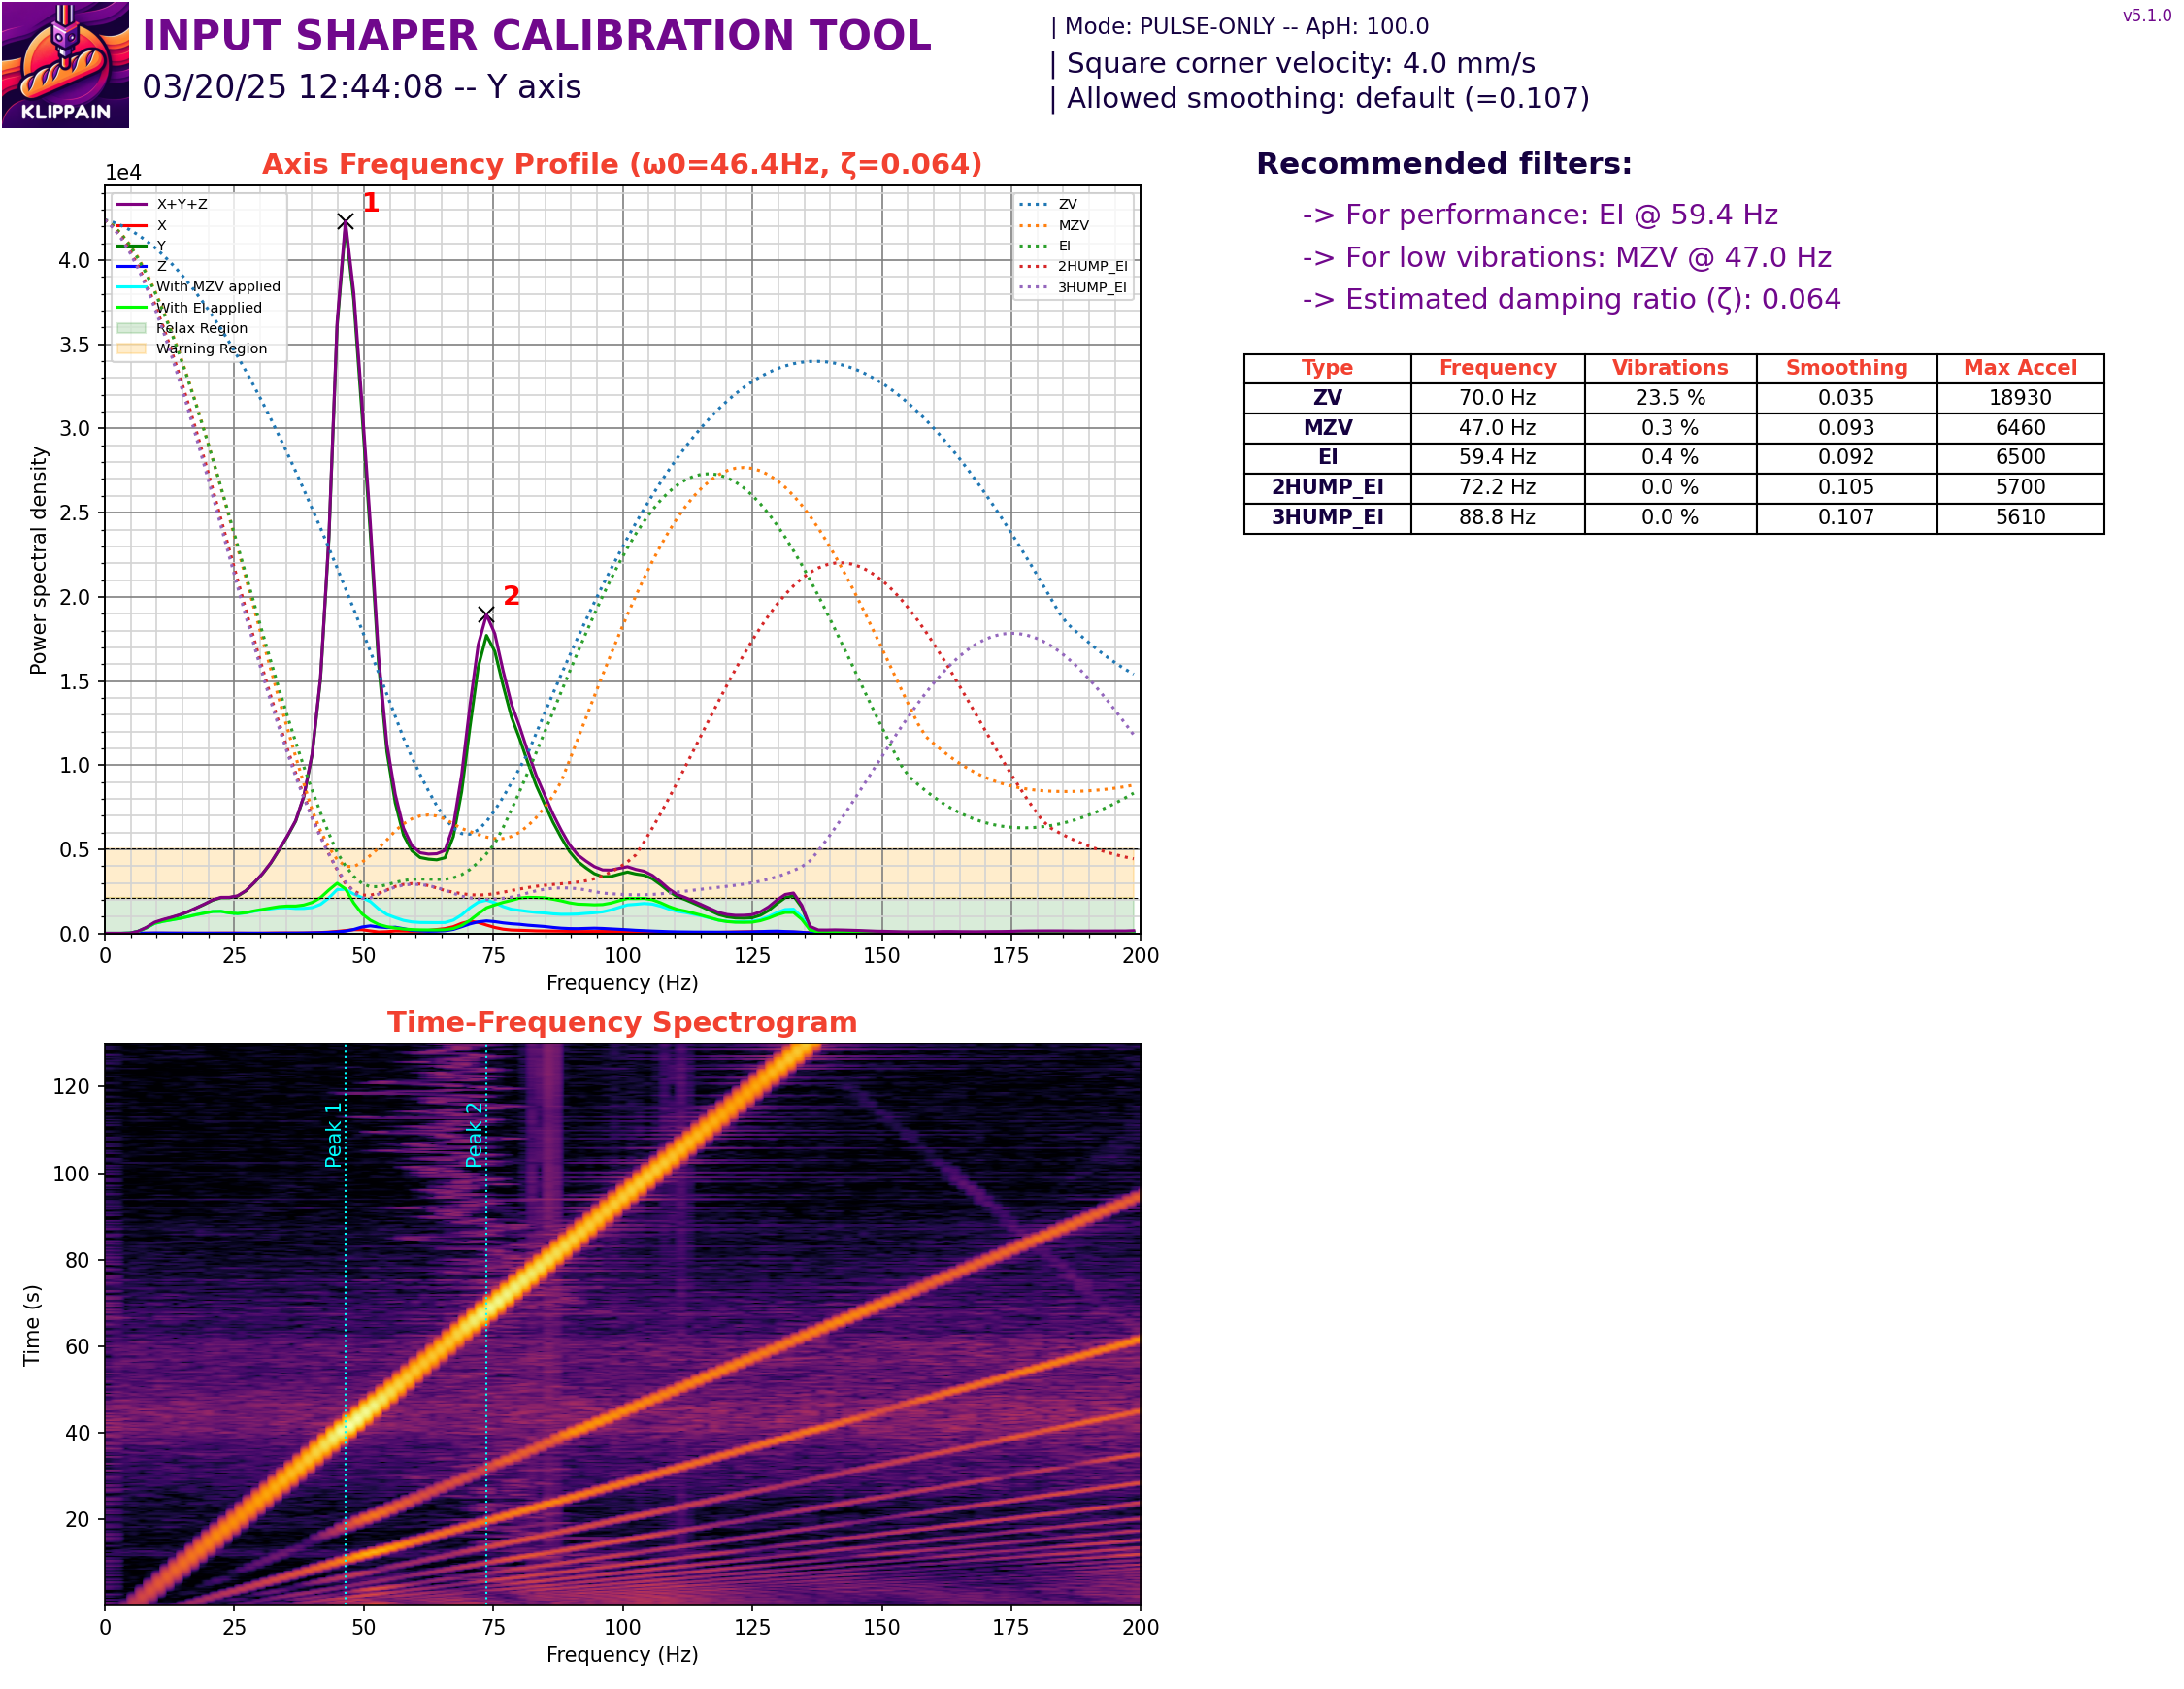 KLIPPAIN
INPUT SHAPER CALIBRATION TOOL
03/20/25 12:44:08 -- Y axis
| Mode: PULSE-ONLY -- ApH: 100.0
| Square corner velocity: 4.0 mm/s
| Allowed smoothing: default (=0.107)
v5.1.0
Axis Frequency Profile (ω0=46.4Hz, ζ=0.064)
1e4
X+Y+Z
X
Y
Z
With MZV applied
With EI applied
Relax Region
Warning Region
ZV
MZV
EI
2HUMP_EI
3HUMP_EI
1
2
4.0
3.5
3.0
2.5
2.0
1.5
1.0
0.5
0.0
Power spectral density
0 25 50 75 100 125 150 175 200
Frequency (Hz)
Recommended filters:
-> For performance: EI @ 59.4 Hz
-> For low vibrations: MZV @ 47.0 Hz
-> Estimated damping ratio (ζ): 0.064
Type Frequency Vibrations Smoothing Max Accel
ZV 70.0 Hz 23.5 % 0.035 18930
MZV 47.0 Hz 0.3 % 0.093 6460
EI 59.4 Hz 0.4 % 0.092 6500
2HUMP_EI 72.2 Hz 0.0 % 0.105 5700
3HUMP_EI 88.8 Hz 0.0 % 0.107 5610
Time-Frequency Spectrogram
Peak 1
Peak 2
120
100
80
60
40
20
Time (s)
0 25 50 75 100 125 150 175 200
Frequency (Hz)